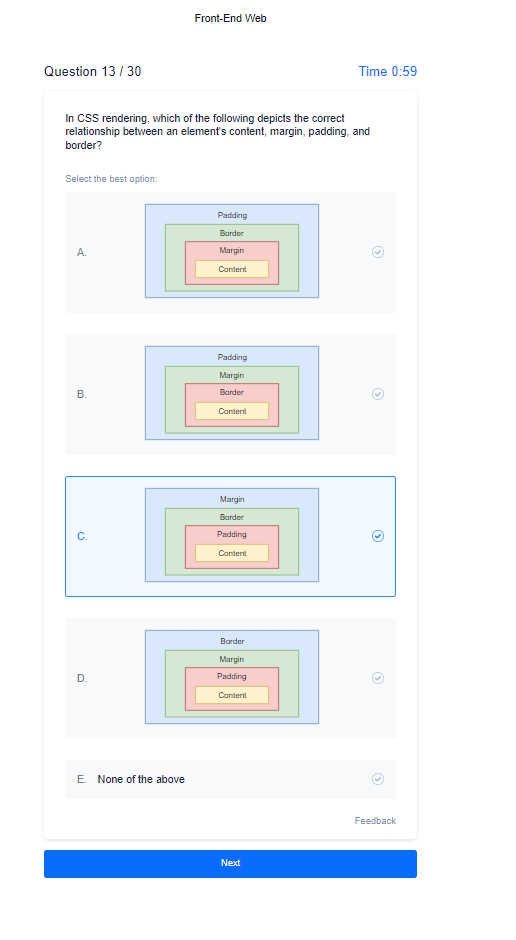 Front-End Web
Question 13 / 30
Time 0:59
In CSS rendering, which of the following depicts the correct
relationship between an element's content, margin, padding, and
border?
Select the best option:
A.
Padding
Border
Margin
Content
B.
Padding
Margin
Border
Content
C.
Margin
Border
Padding
Content
D.
Border
Margin
Padding
Content
E. None of the above
Feedback
Next